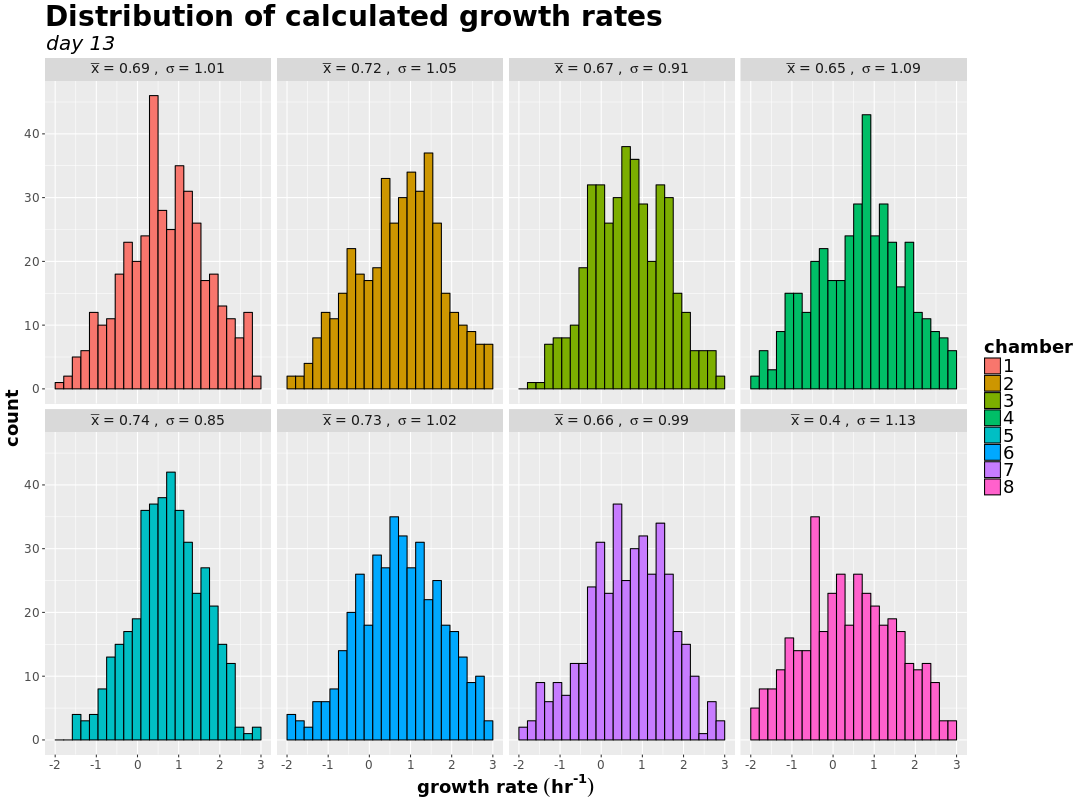 Distribution of calculated growth rates
day 13
x̅ = 0.69 , σ = 1.01
x̅ = 0.72 , σ = 1.05
x̅ = 0.67 , σ = 0.91
x̅ = 0.65 , σ = 1.09
40
30
20
10
0
x̅ = 0.74 , σ = 0.85
x̅ = 0.73 , σ = 1.02
x̅ = 0.66 , σ = 0.99
x̅ = 0.4 , σ = 1.13
40
30
20
10
0
-2 -1 0 1 2 3
-2 -1 0 1 2 3
-2 -1 0 1 2 3
-2 -1 0 1 2 3
count
growth rate (hr⁻¹)
chamber
1
2
3
4
5
6
7
8